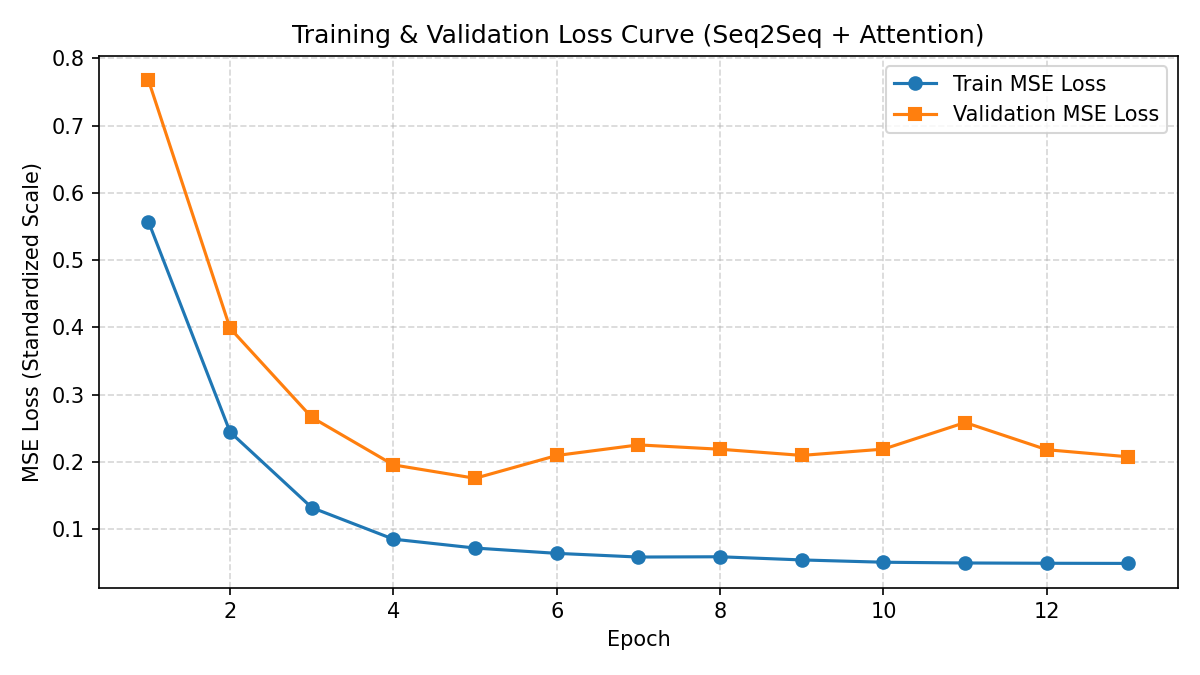 Training & Validation Loss Curve (Seq2Seq + Attention)
Train MSE Loss
Validation MSE Loss
MSE Loss (Standardized Scale)
0.8
0.7
0.6
0.5
0.4
0.3
0.2
0.1
2 4 6 8 10 12
Epoch